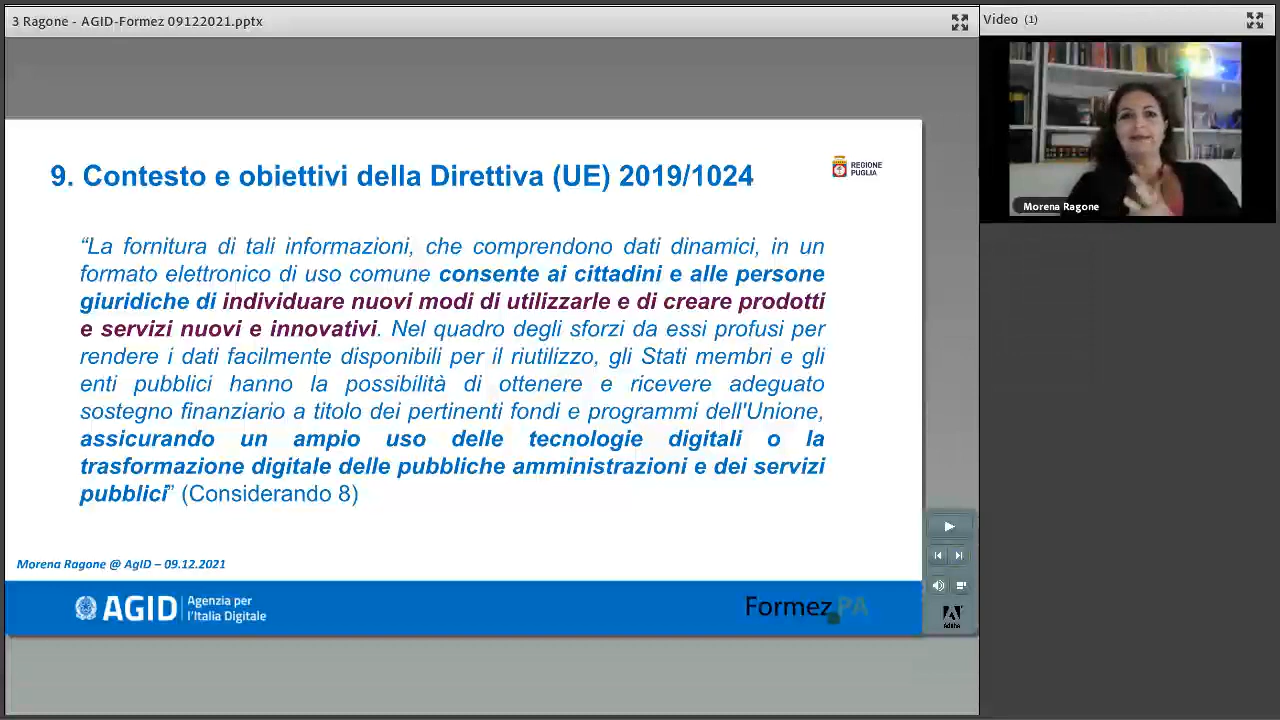 3 Ragone - AGID-Formez 09122021.pptx
Video (1)
Morena Ragone
9. Contesto e obiettivi della Direttiva (UE) 2019/1024
REGIONE
PUGLIA
“La fornitura di tali informazioni, che comprendono dati dinamici, in un
formato elettronico di uso comune consente ai cittadini e alle persone
giuridiche di individuare nuovi modi di utilizzarle e di creare prodotti
e servizi nuovi e innovativi. Nel quadro degli sforzi da essi profusi per
rendere i dati facilmente disponibili per il riutilizzo, gli Stati membri e gli
enti pubblici hanno la possibilità di ottenere e ricevere adeguato
sostegno finanziario a titolo dei pertinenti fondi e programmi dell'Unione,
assicurando un ampio uso delle tecnologie digitali o la
trasformazione digitale delle pubbliche amministrazioni e dei servizi
pubblici” (Considerando 8)
Morena Ragone @ AgID – 09.12.2021
AGID
Agenzia per
l'Italia Digitale
Formez PA
Adobe